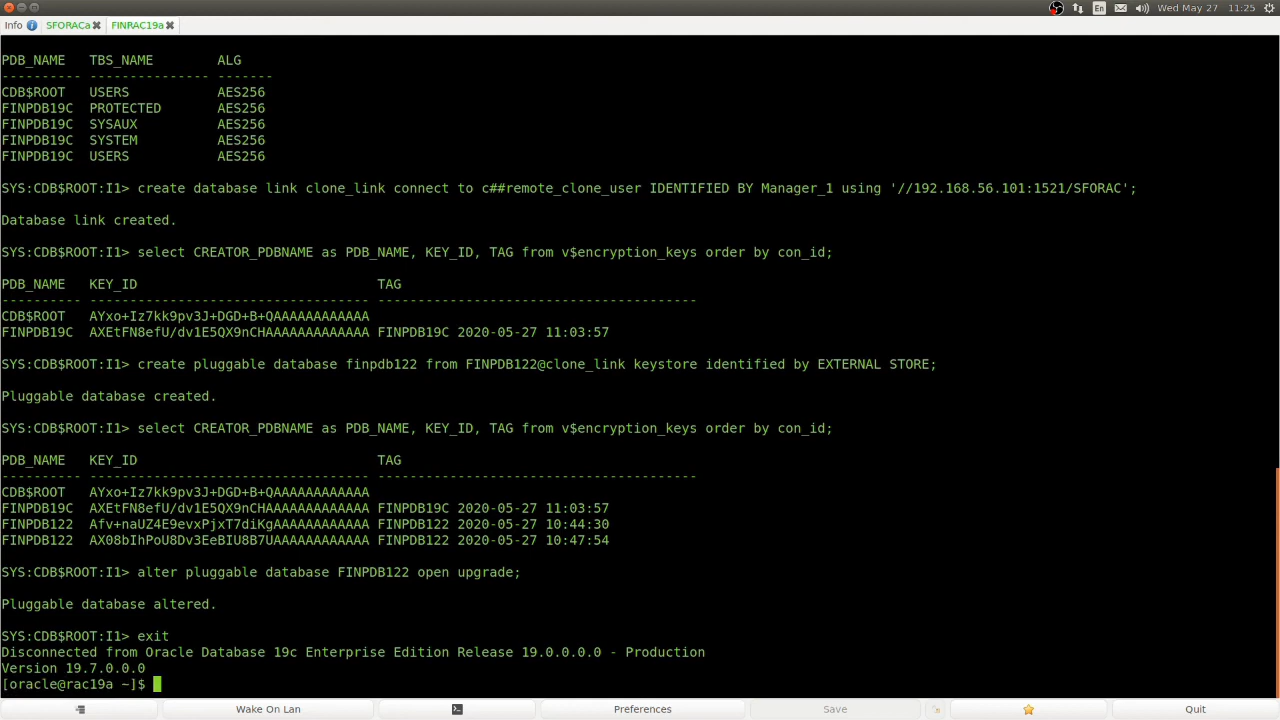 En Wed May 27 11:25
Info SFORACa FINRAC19a
PDB_NAME   TBS_NAME        ALG
---------- --------------- -------
CDB$ROOT   USERS           AES256
FINPDB19C  PROTECTED       AES256
FINPDB19C  SYSAUX          AES256
FINPDB19C  SYSTEM          AES256
FINPDB19C  USERS           AES256
SYS:CDB$ROOT:I1> create database link clone_link connect to c##remote_clone_user IDENTIFIED BY Manager_1 using '//192.168.56.101:1521/SFORAC';
Database link created.
SYS:CDB$ROOT:I1> select CREATOR_PDBNAME as PDB_NAME, KEY_ID, TAG from v$encryption_keys order by con_id;
PDB_NAME   KEY_ID                              TAG
---------- ----------------------------------- ----------------------------------------
CDB$ROOT   AYxo+Iz7kk9pv3J+DGD+B+QAAAAAAAAAAAA
FINPDB19C  AXEtFN8efU/dv1E5QX9nCHAAAAAAAAAAAAA FINPDB19C 2020-05-27 11:03:57
SYS:CDB$ROOT:I1> create pluggable database finpdb122 from FINPDB122@clone_link keystore identified by EXTERNAL STORE;
Pluggable database created.
SYS:CDB$ROOT:I1> select CREATOR_PDBNAME as PDB_NAME, KEY_ID, TAG from v$encryption_keys order by con_id;
PDB_NAME   KEY_ID                              TAG
---------- ----------------------------------- ----------------------------------------
CDB$ROOT   AYxo+Iz7kk9pv3J+DGD+B+QAAAAAAAAAAAA
FINPDB19C  AXEtFN8efU/dv1E5QX9nCHAAAAAAAAAAAAA FINPDB19C 2020-05-27 11:03:57
FINPDB122  Afv+naUZ4E9evxPjxT7diKgAAAAAAAAAAAA FINPDB122 2020-05-27 10:44:30
FINPDB122  AX08bIhPoU8Dv3EeBIU8B7UAAAAAAAAAAAA FINPDB122 2020-05-27 10:47:54
SYS:CDB$ROOT:I1> alter pluggable database FINPDB122 open upgrade;
Pluggable database altered.
SYS:CDB$ROOT:I1> exit
Disconnected from Oracle Database 19c Enterprise Edition Release 19.0.0.0.0 - Production
Version 19.7.0.0.0
[oracle@rac19a ~]$
Wake On Lan Preferences Save Quit